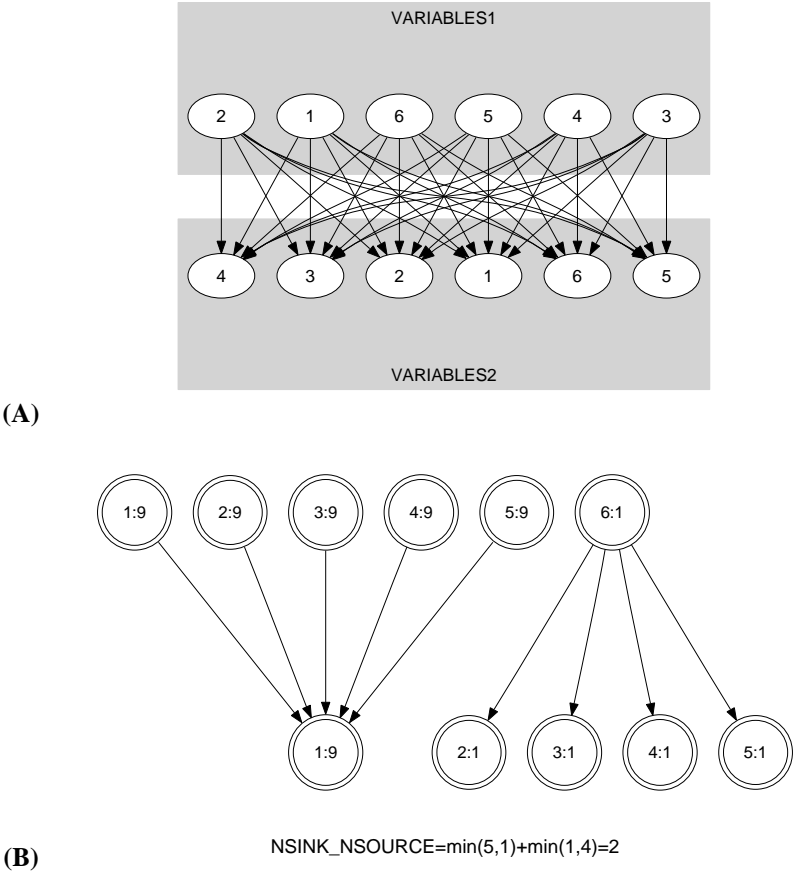 VARIABLES1
2 1 6 5 4 3
4 3 2 1 6 5
VARIABLES2
(A)
1:9 2:9 3:9 4:9 5:9 6:1
1:9 2:1 3:1 4:1 5:1
NSINK_NSOURCE=min(5,1)+min(1,4)=2
(B)